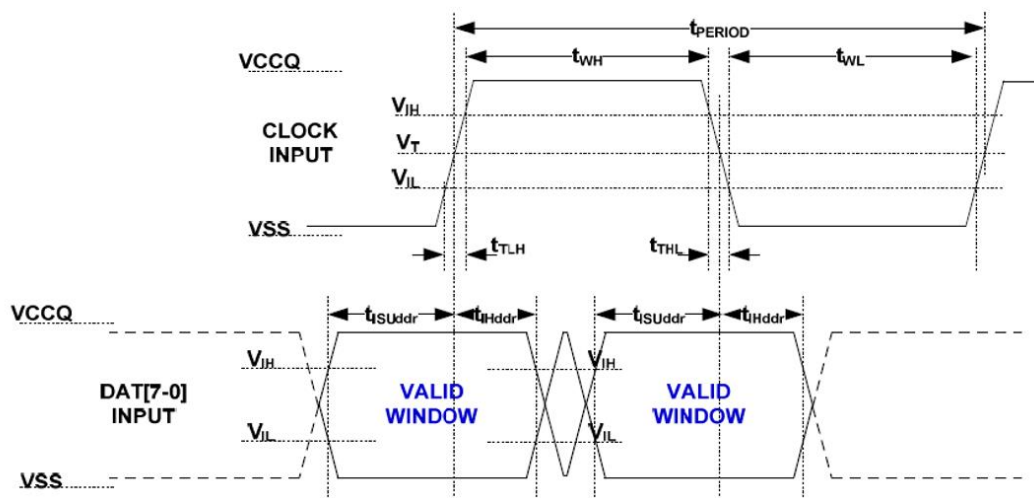 tPERIOD
VCCQ
tWH
tWL
VIH
CLOCK
INPUT
VT
VIL
VSS
tTLH
tTHL
VCCQ
tISUddr
tIHddr
tISUddr
tIHddr
VIH
VIH
DAT[7-0]
INPUT
VALID
WINDOW
VALID
WINDOW
VIL
VIL
VSS